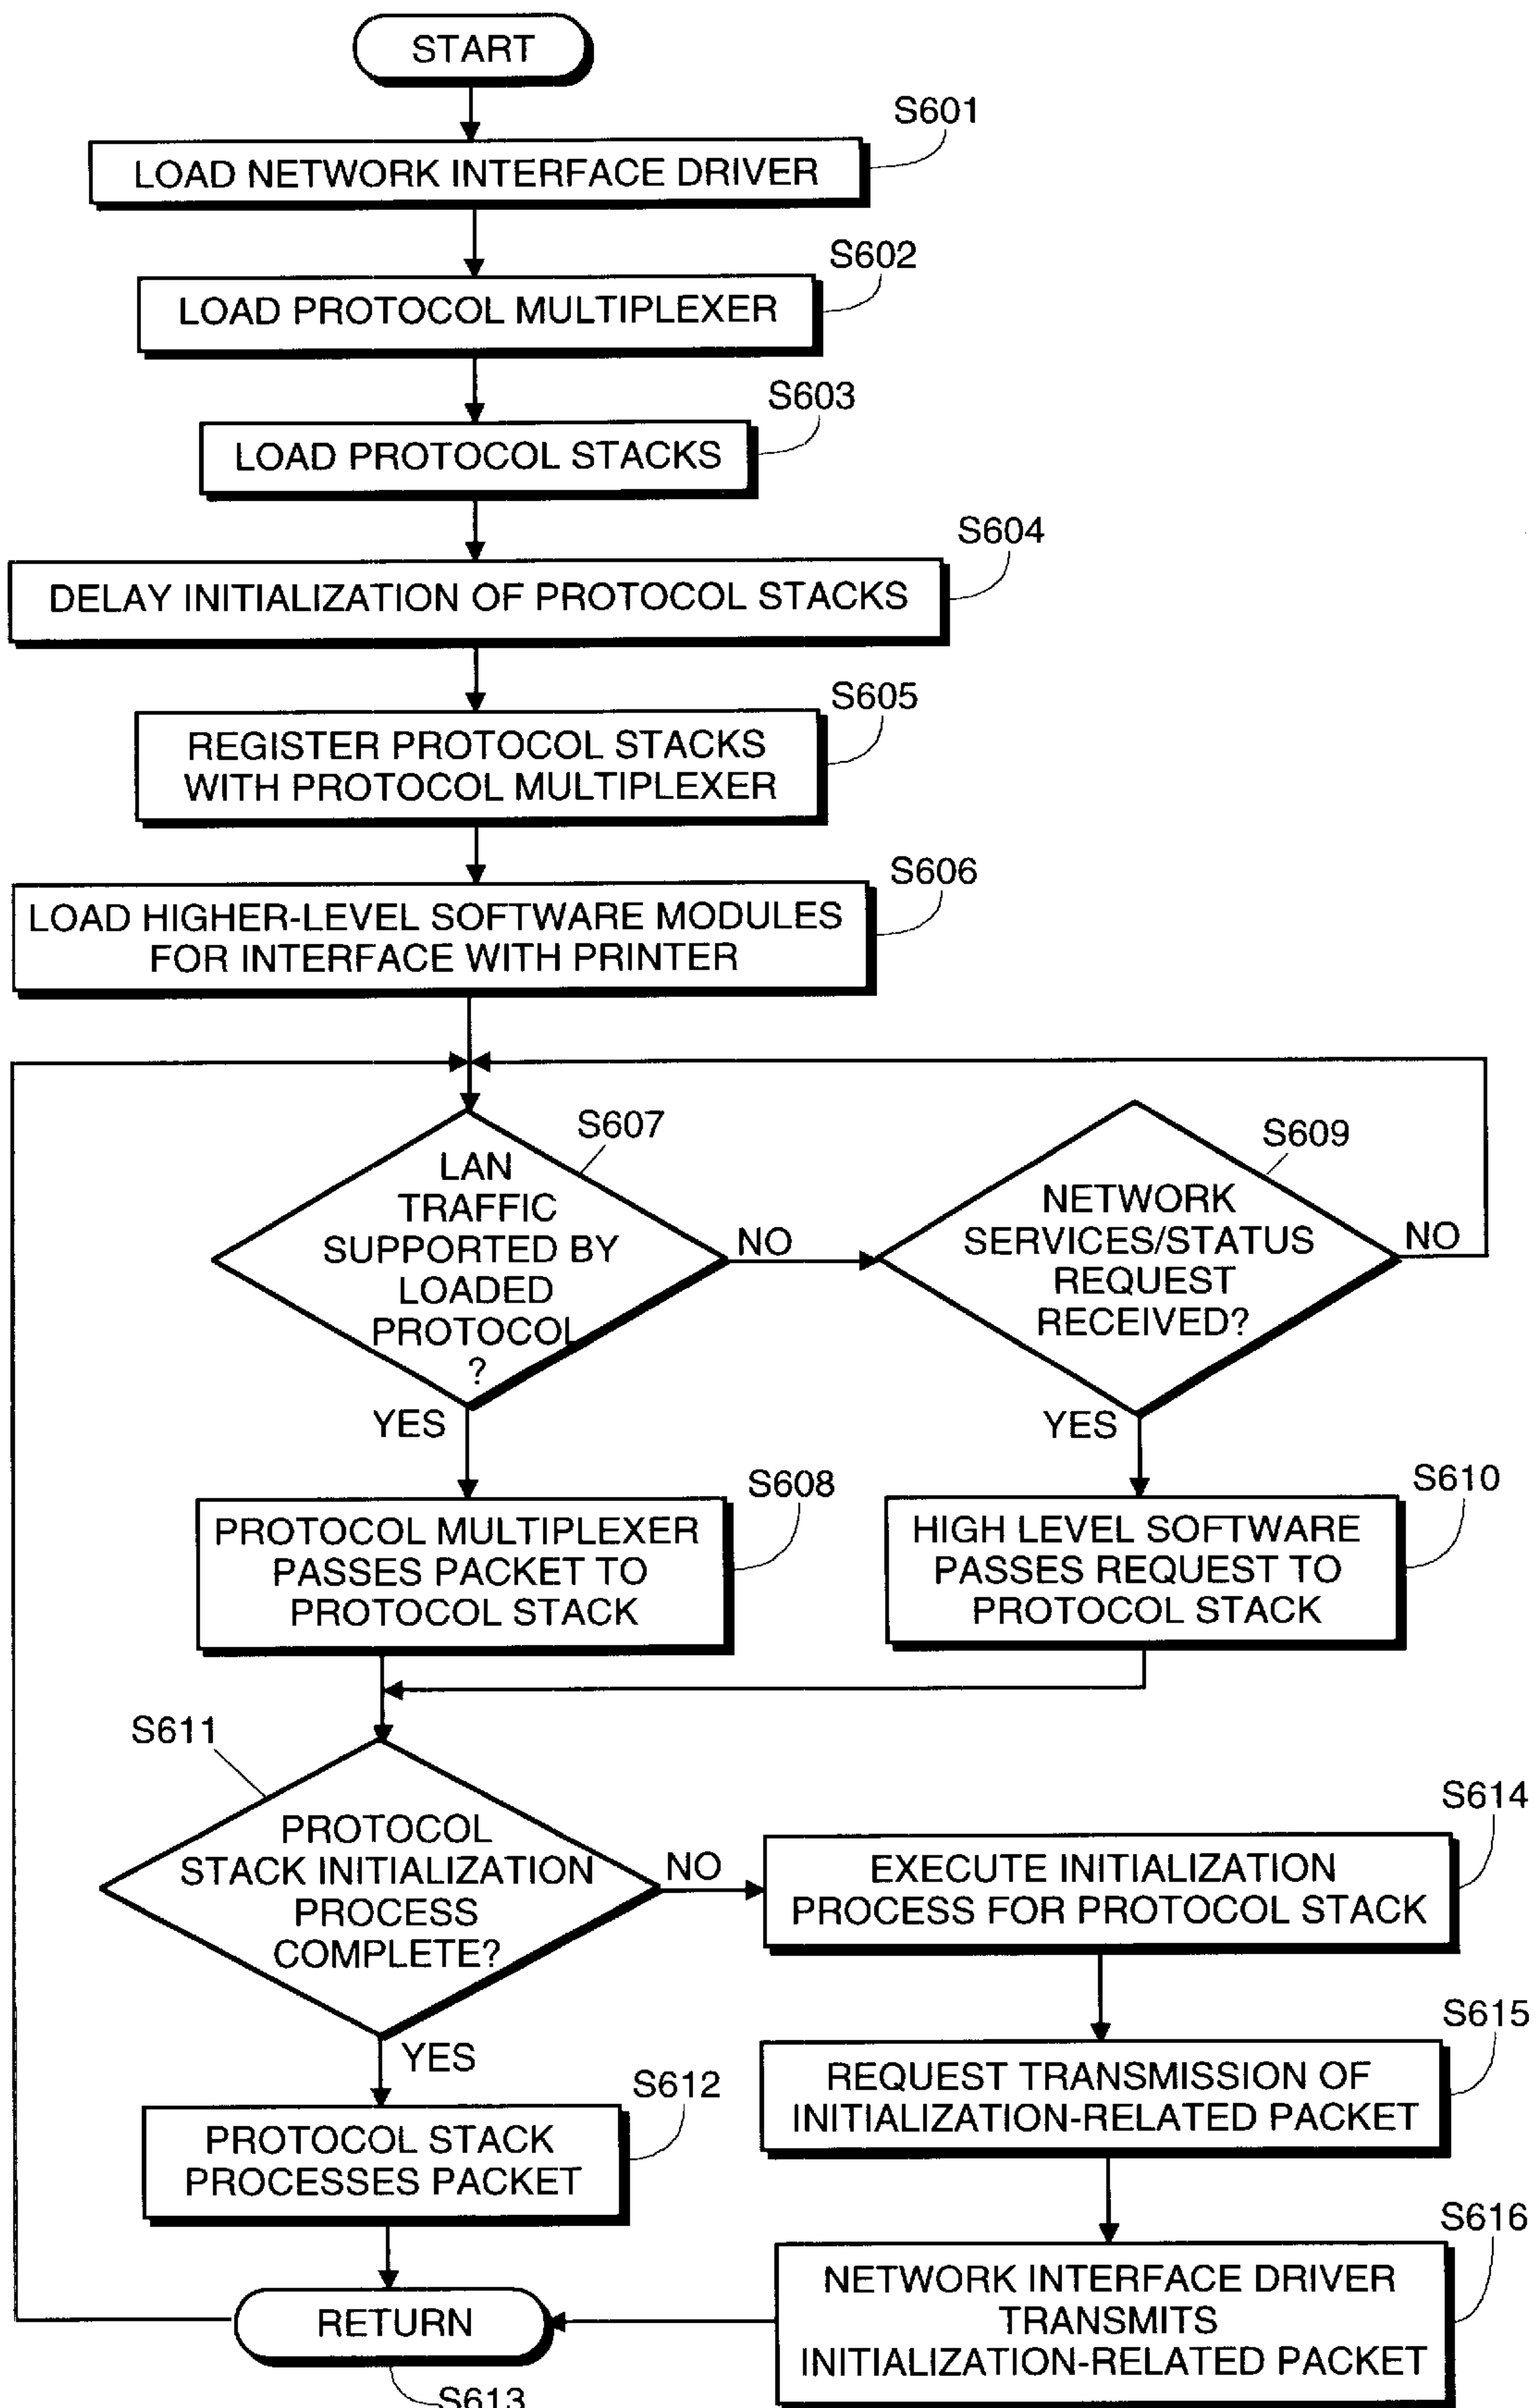 START
S601
LOAD NETWORK INTERFACE DRIVER
S602
LOAD PROTOCOL MULTIPLEXER
S603
LOAD PROTOCOL STACKS
S604
DELAY INITIALIZATION OF PROTOCOL STACKS
S605
REGISTER PROTOCOL STACKS
WITH PROTOCOL MULTIPLEXER
S606
LOAD HIGHER-LEVEL SOFTWARE MODULES
FOR INTERFACE WITH PRINTER
S607
LAN
TRAFFIC
SUPPORTED BY
LOADED
PROTOCOL
?
NO
YES
S609
NETWORK
SERVICES/STATUS
REQUEST
RECEIVED?
NO
YES
S608
PROTOCOL MULTIPLEXER
PASSES PACKET TO
PROTOCOL STACK
S610
HIGH LEVEL SOFTWARE
PASSES REQUEST TO
PROTOCOL STACK
S611
PROTOCOL
STACK INITIALIZATION
PROCESS
COMPLETE?
NO
YES
S614
EXECUTE INITIALIZATION
PROCESS FOR PROTOCOL STACK
S615
REQUEST TRANSMISSION OF
INITIALIZATION-RELATED PACKET
S612
PROTOCOL STACK
PROCESSES PACKET
S616
NETWORK INTERFACE DRIVER
TRANSMITS
INITIALIZATION-RELATED PACKET
RETURN
S613